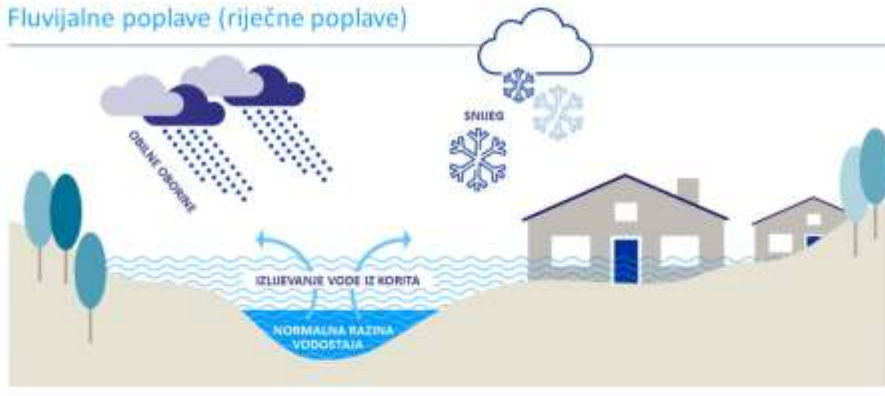 Fluvijalne poplave (riječne poplave)
OBILNE OBORINE
SNIJEG
IZLIJEVANJE VODE IZ KORITA
NORMALNA RAZINA
VODOSTAJA